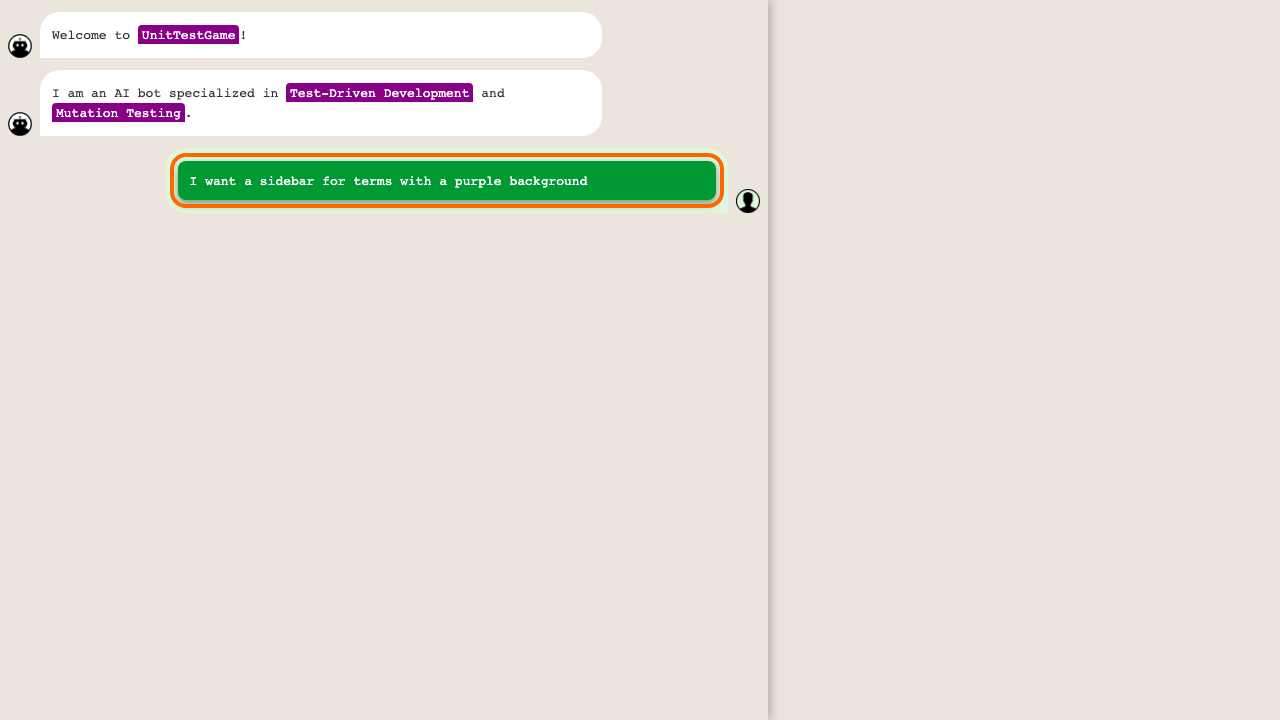 Welcome to UnitTestGame!
I am an AI bot specialized in Test-Driven Development and
Mutation Testing.
I want a sidebar for terms with a purple background